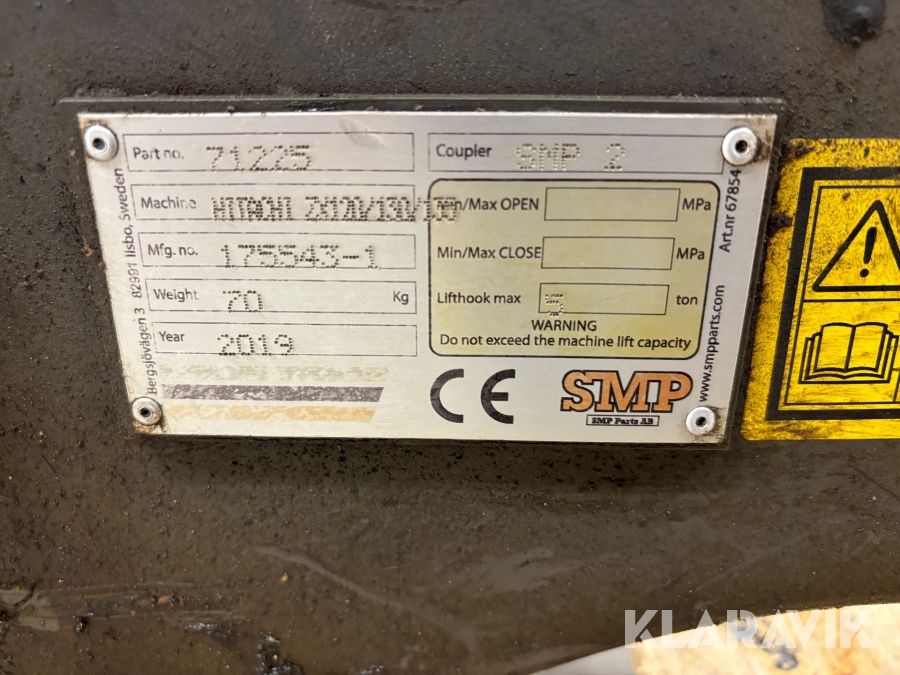 Part no. 71225
Machine HITACHI ZX120/130/135
Mfg. no. 175543-1
Weight 70 Kg
Year 2019
Coupler SMP 2
Min/Max OPEN MPa
Min/Max CLOSE MPa
Lifthook max 5 ton
WARNING
Do not exceed the machine lift capacity
CE
SMP
SMP Parts AB
Bergsjövägen 3 82991 Ilsbo, Sweden
www.smpparts.com Art.nr 67854
KLARAVIK